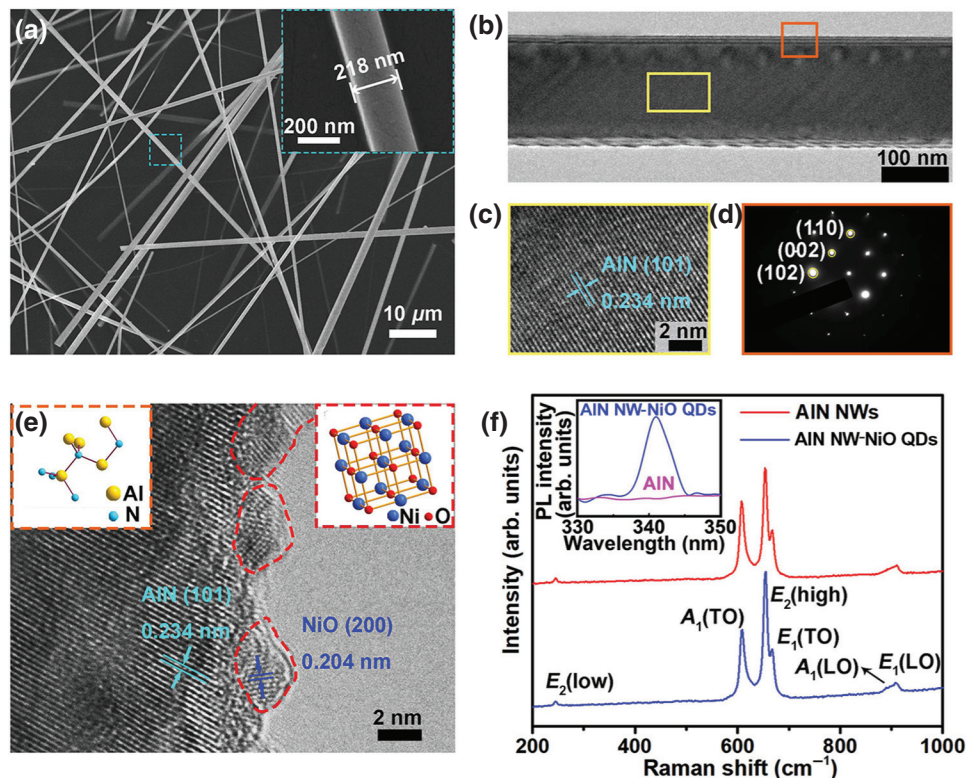 (a)
218 nm
200 nm
10 µm
(b)
100 nm
(c)
AlN (101)
0.234 nm
2 nm
(d)
(110)
(002)
(102)
(e)
Al
N
Ni O
AlN (101)
0.234 nm
NiO (200)
0.204 nm
2 nm
(f)
AlN NW-NiO QDs
AlN
PL intensity
(arb. units)
330 340 350
Wavelength (nm)
AlN NWs
AlN NW-NiO QDs
E2(high)
A1(TO)
E1(TO)
A1(LO)
E1(LO)
E2(low)
Intensity (arb. units)
200 400 600 800 1000
Raman shift (cm⁻¹)